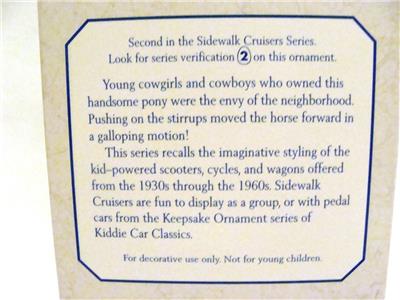 Second in the Sidewalk Cruisers Series.
Look for series verification 2 on this ornament.
Young cowgirls and cowboys who owned this
handsome pony were the envy of the neighborhood.
Pushing on the stirrups moved the horse forward in
a galloping motion!
This series recalls the imaginative styling of the
kid–powered scooters, cycles, and wagons offered
from the 1930s through the 1960s. Sidewalk
Cruisers are fun to display as a group, or with pedal
cars from the Keepsake Ornament series of
Kiddie Car Classics.
For decorative use only. Not for young children.